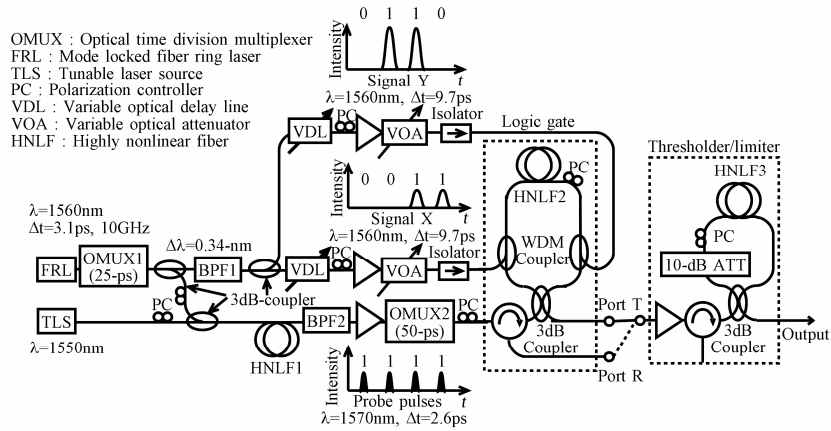 OMUX : Optical time division multiplexer
FRL : Mode locked fiber ring laser
TLS : Tunable laser source
PC : Polarization controller
VDL : Variable optical delay line
VOA : Variable optical attenuator
HNLF : Highly nonlinear fiber
0 1 1 0
Intensity
Signal Y
t
λ=1560nm, Δt=9.7ps
VDL
PC
VOA
Isolator
Logic gate
HNLF2
PC
WDM
Coupler
3dB
Coupler
Thresholder/limiter
HNLF3
PC
10-dB ATT
3dB
Coupler
Output
0 0 1 1
Intensity
Signal X
t
λ=1560nm, Δt=9.7ps
λ=1560nm
Δt=3.1ps, 10GHz
FRL
OMUX1
(25-ps)
Δλ=0.34-nm
BPF1
VDL
PC
VOA
Isolator
PC
3dB-coupler
PC
TLS
λ=1550nm
HNLF1
BPF2
OMUX2
(50-ps)
PC
Port T
Port R
1 1 1 1
Intensity
Probe pulses
t
λ=1570nm, Δt=2.6ps